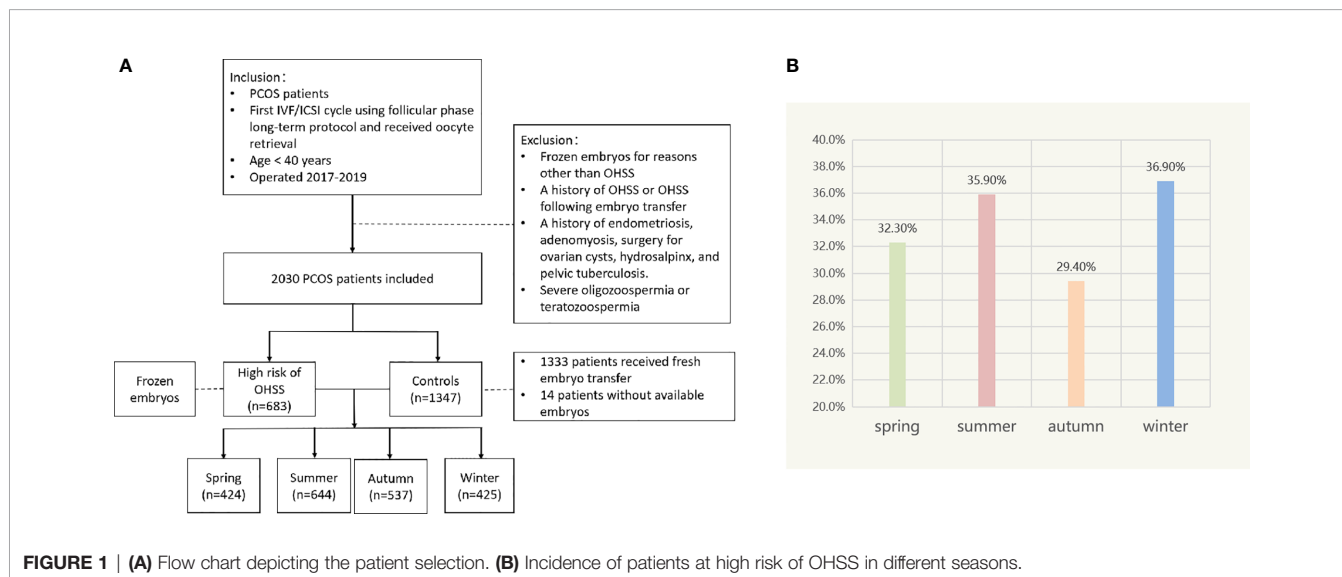 A
Inclusion：
• PCOS patients
• First IVF/ICSI cycle using follicular phase
long-term protocol and received oocyte
retrieval
• Age < 40 years
• Operated 2017-2019
Exclusion：
• Frozen embryos for reasons
other than OHSS
• A history of OHSS or OHSS
following embryo transfer
• A history of endometriosis,
adenomyosis, surgery for
ovarian cysts, hydrosalpinx, and
pelvic tuberculosis.
• Severe oligozoospermia or
teratozoospermia
2030 PCOS patients included
Frozen
embryos
High risk of
OHSS
(n=683)
Controls
(n=1347)
• 1333 patients received fresh
embryo transfer
• 14 patients without available
embryos
Spring
(n=424)
Summer
(n=644)
Autumn
(n=537)
Winter
(n=425)
B
40.0%
38.0%
36.0%
34.0%
32.0%
30.0%
28.0%
26.0%
24.0%
22.0%
20.0%
32.30%
35.90%
29.40%
36.90%
spring
summer
autumn
winter
FIGURE 1 | (A) Flow chart depicting the patient selection. (B) Incidence of patients at high risk of OHSS in different seasons.